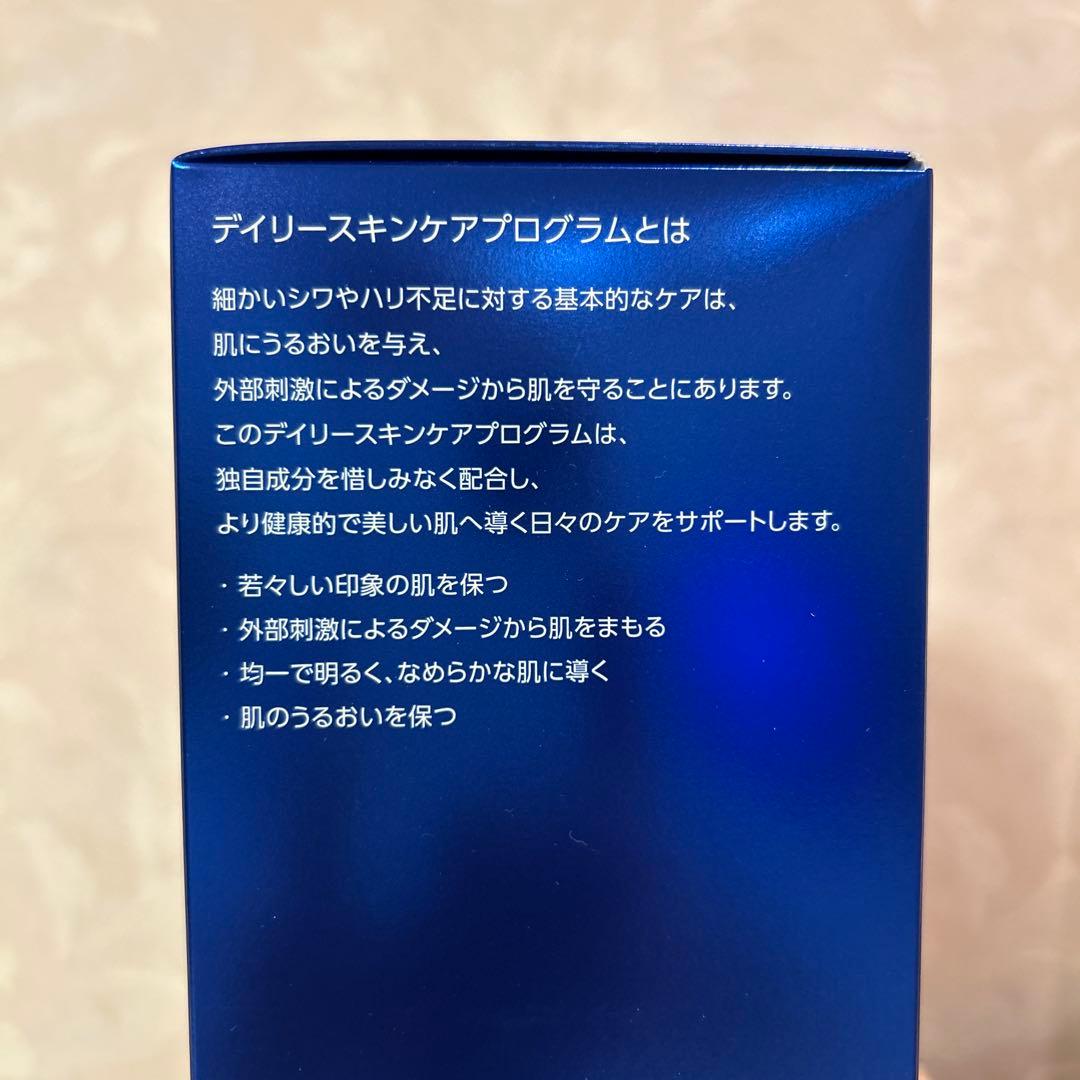 デイリースキンケアプログラムとは
細かいシワやハリ不足に対する基本的なケアは、
肌にうるおいを与え、
外部刺激によるダメージから肌を守ることにあります。
このデイリースキンケアプログラムは、
独自成分を惜しみなく配合し、
より健康的で美しい肌へ導く日々のケアをサポートします。
・若々しい印象の肌を保つ
・外部刺激によるダメージから肌をまもる
・均一で明るく、なめらかな肌に導く
・肌のうるおいを保つ